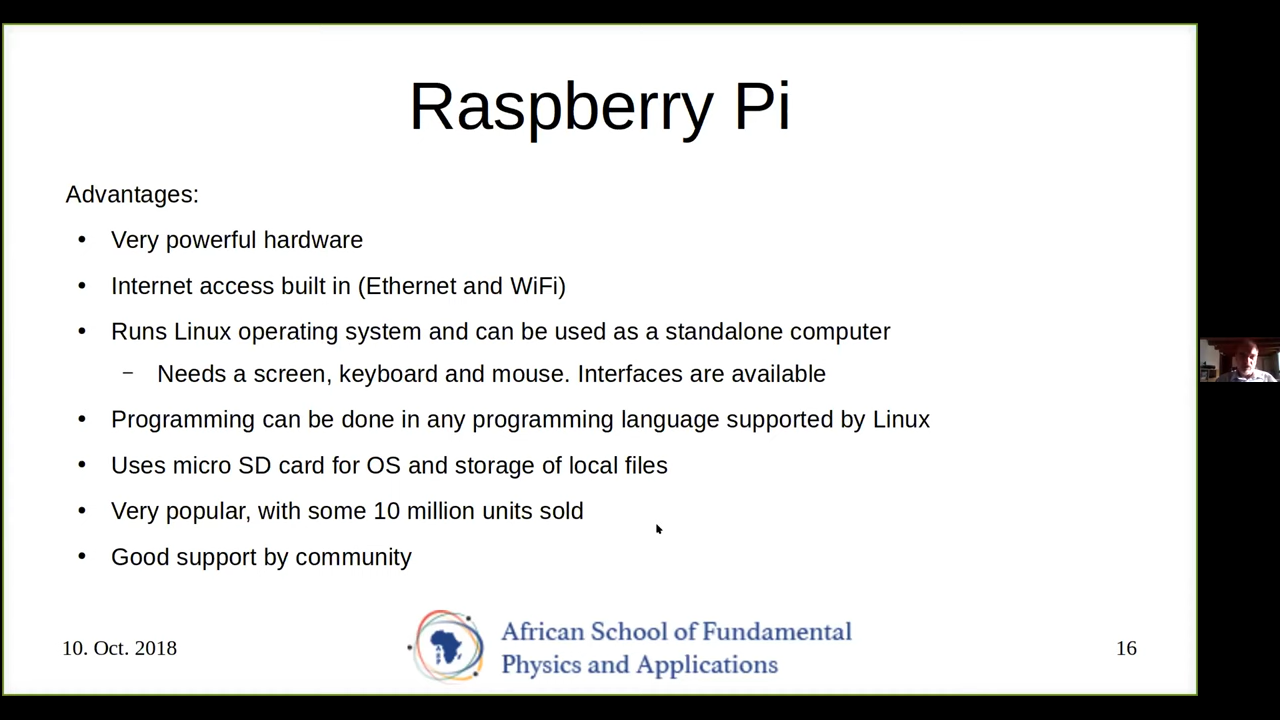 Raspberry Pi
Advantages:
• Very powerful hardware
• Internet access built in (Ethernet and WiFi)
• Runs Linux operating system and can be used as a standalone computer
– Needs a screen, keyboard and mouse. Interfaces are available
• Programming can be done in any programming language supported by Linux
• Uses micro SD card for OS and storage of local files
• Very popular, with some 10 million units sold
• Good support by community
10. Oct. 2018
African School of Fundamental
Physics and Applications
16